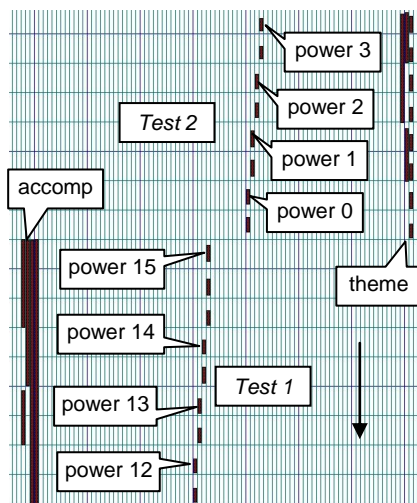 power 3
power 2
Test 2
power 1
accomp
power 0
power 15
theme
power 14
Test 1
power 13
power 12